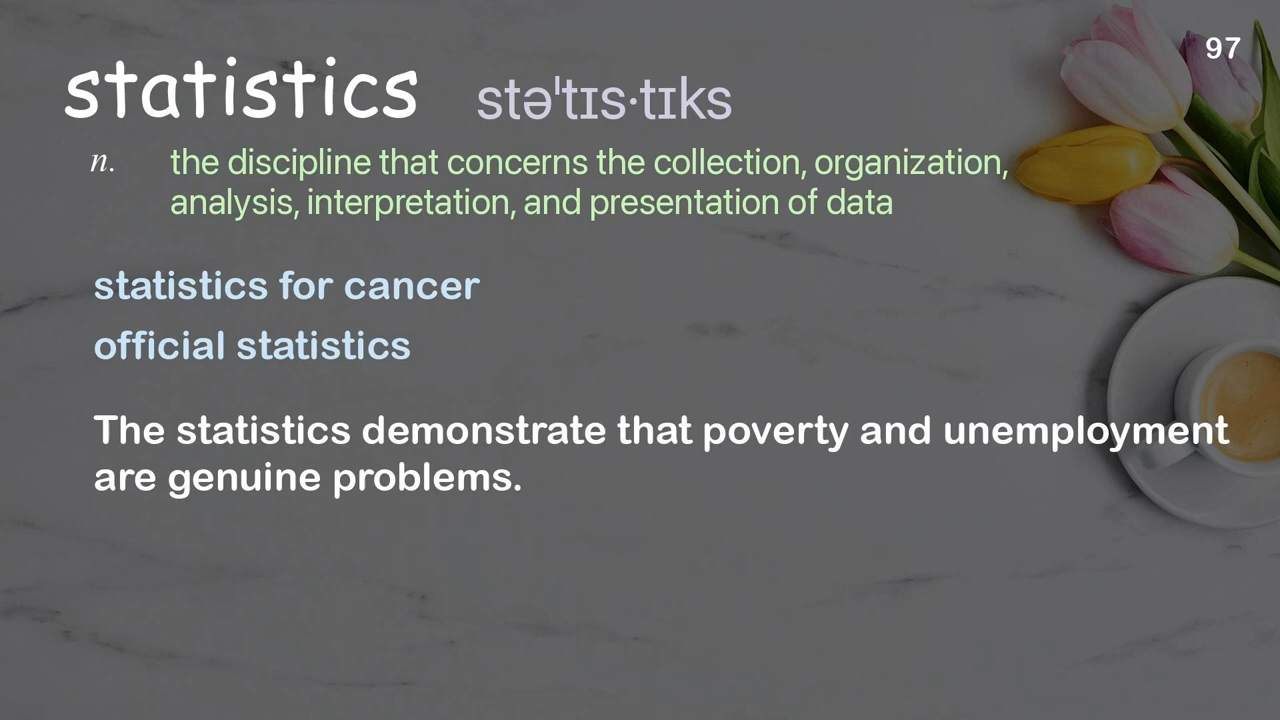 97
statistics stəˈtɪs·tɪks
n. the discipline that concerns the collection, organization,
analysis, interpretation, and presentation of data
statistics for cancer
official statistics
The statistics demonstrate that poverty and unemployment
are genuine problems.